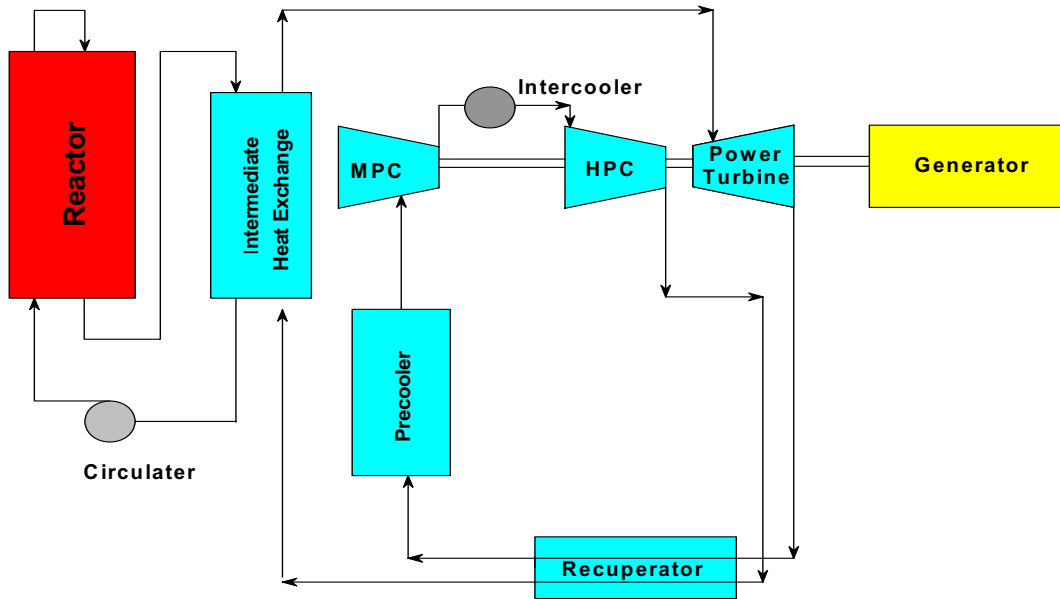 Reactor
Intermediate
Heat Exchange
Intercooler
MPC
HPC
Power
Turbine
Generator
Precooler
Circulater
Recuperator